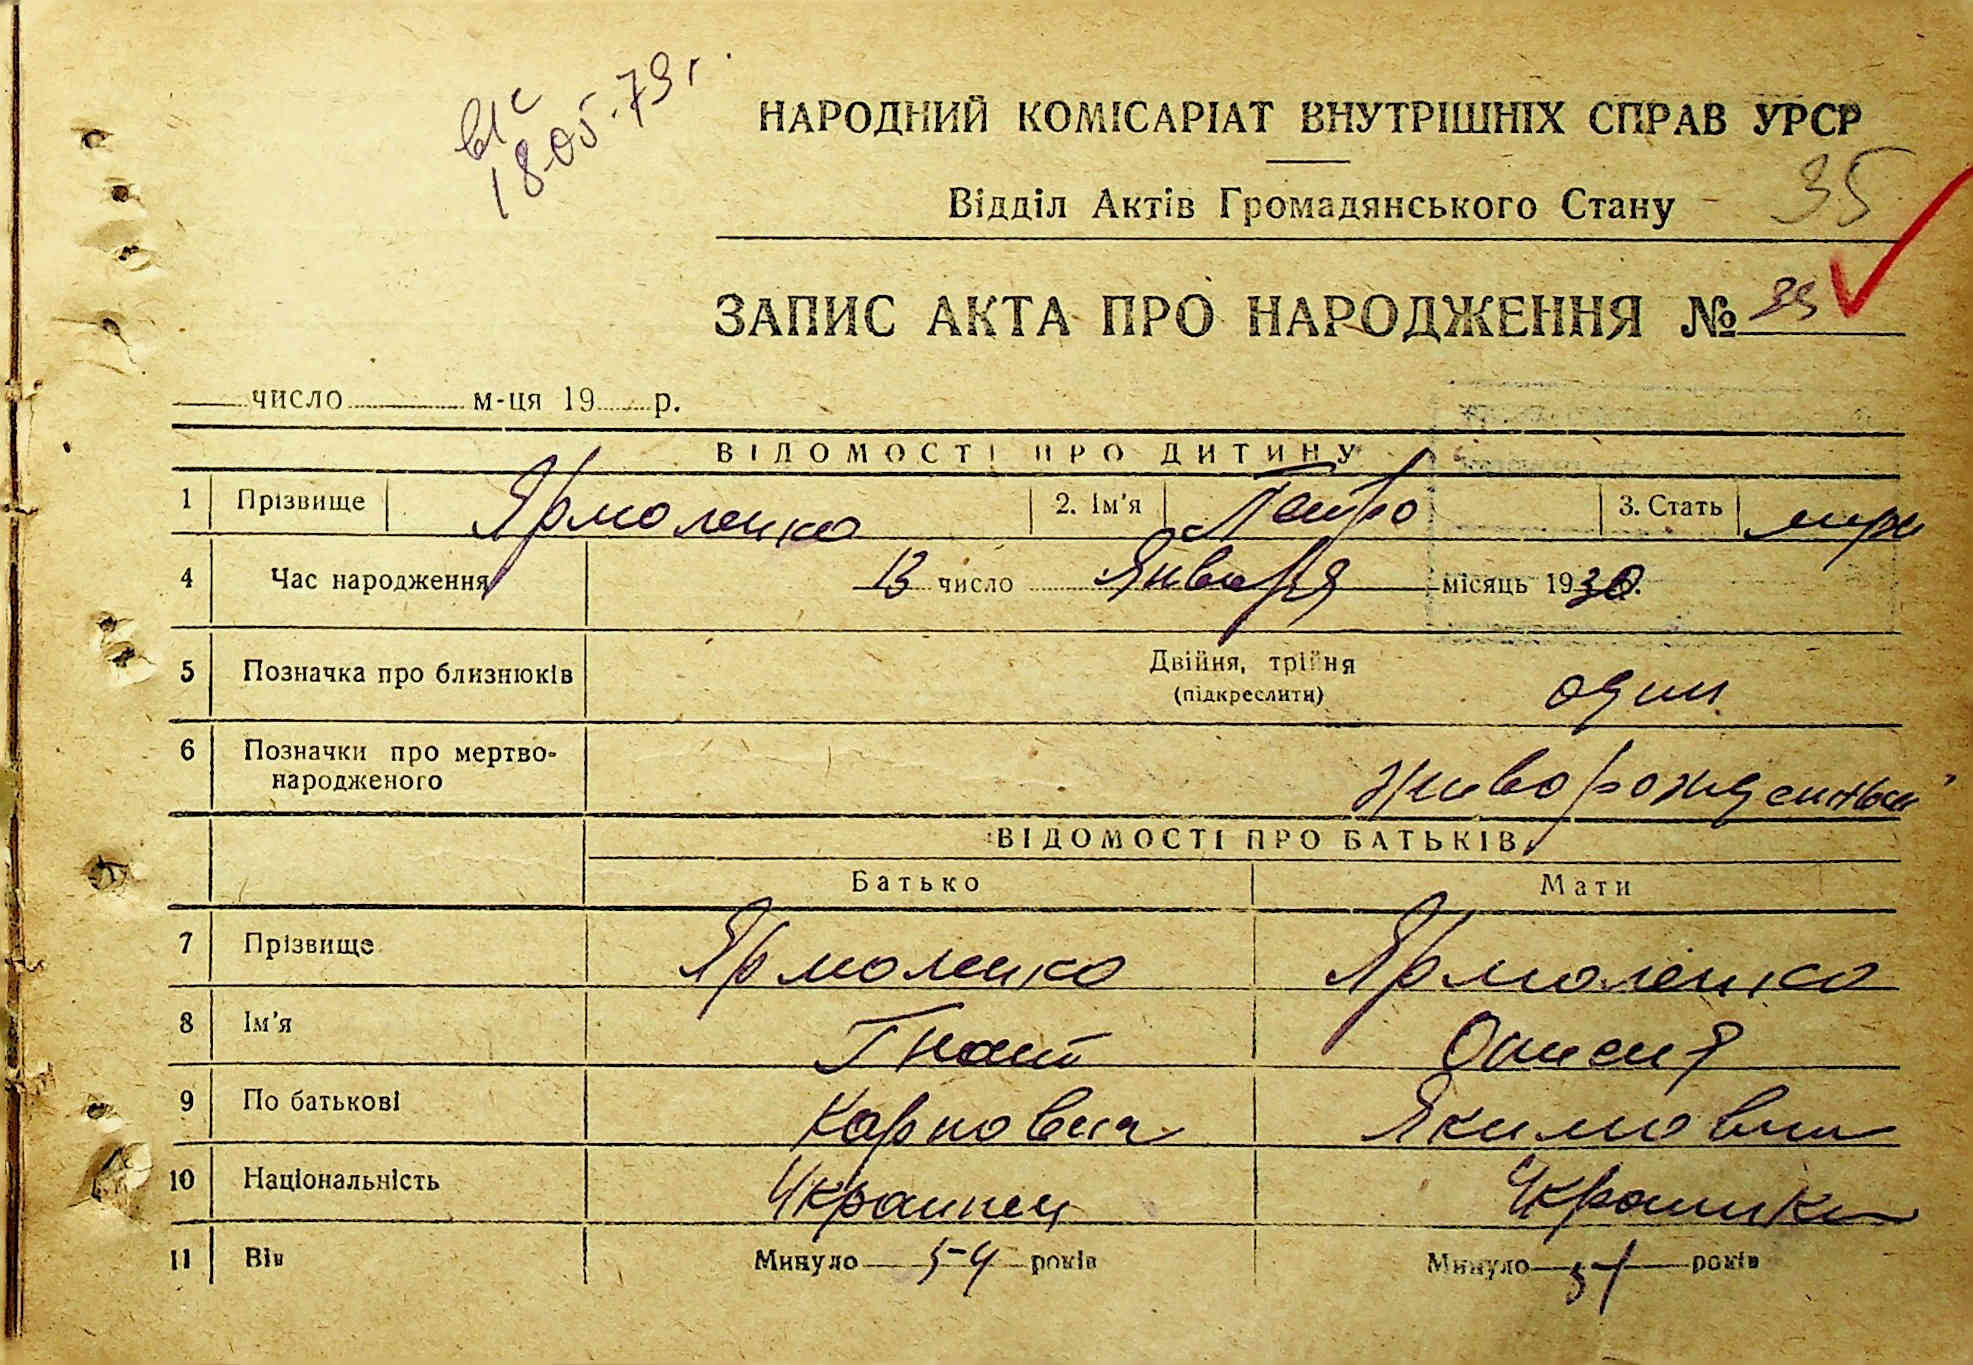 в/с
18-05-79 г.
НАРОДНИЙ КОМІСАРІАТ ВНУТРІШНІХ СПРАВ УРСР
Відділ Актів Громадянського Стану 35
ЗАПИС АКТА ПРО НАРОДЖЕННЯ № 35
число м-ця 19 р.
ВІДОМОСТІ ПРО ДИТИНУ
1 Прізвище Ярмоленко 2. Ім'я Петро 3. Стать муж
4 Час народження 13 число Января місяць 1930.
5 Позначка про близнюків Двійня, трійня
(підкреслити) один
6 Позначки про мертво-
народженого живорожденный
ВІДОМОСТІ ПРО БАТЬКІВ
Батько Мати
7 Прізвище Ярмоленко Ярмоленко
8 Ім'я Гнат
9 По батькові Карпович Якимовна
10 Національність Украинец Украинка
11 Вік Минуло 54 років Минуло 51 років